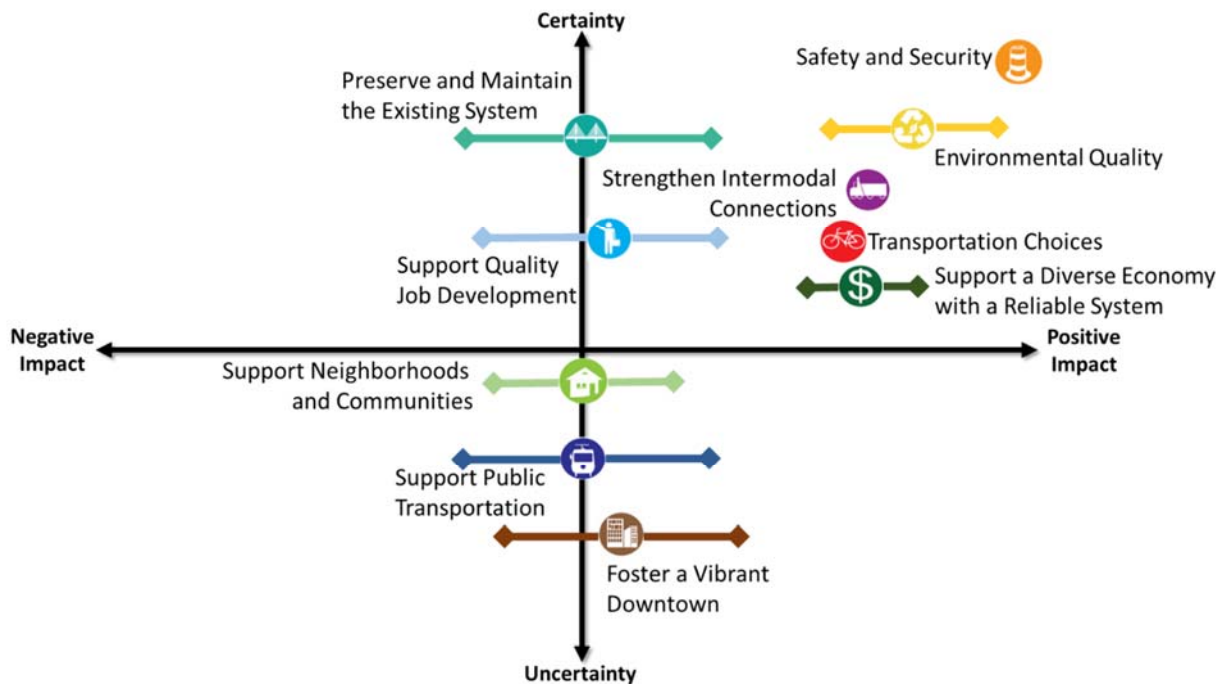 Certainty
Safety and Security
Preserve and Maintain
the Existing System
Environmental Quality
Strengthen Intermodal
Connections
Transportation Choices
Support Quality
Job Development
$
Support a Diverse Economy
with a Reliable System
Negative
Impact
Positive
Impact
Support Neighborhoods
and Communities
Support Public
Transportation
Foster a Vibrant
Downtown
Uncertainty